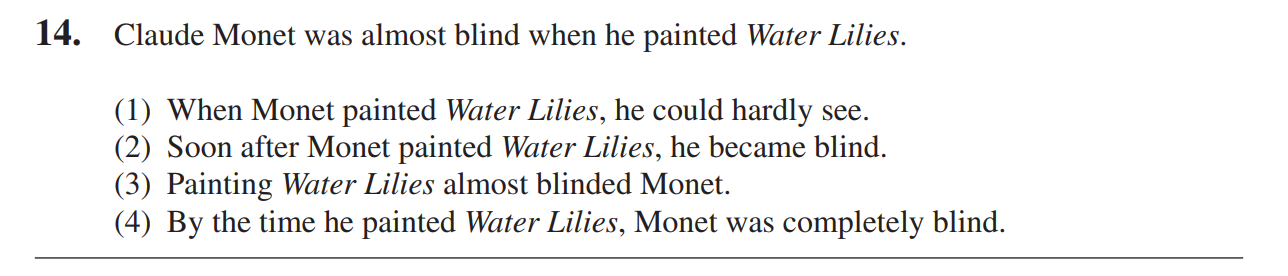 14. Claude Monet was almost blind when he painted Water Lilies.
(1) When Monet painted Water Lilies, he could hardly see.
(2) Soon after Monet painted Water Lilies, he became blind.
(3) Painting Water Lilies almost blinded Monet.
(4) By the time he painted Water Lilies, Monet was completely blind.